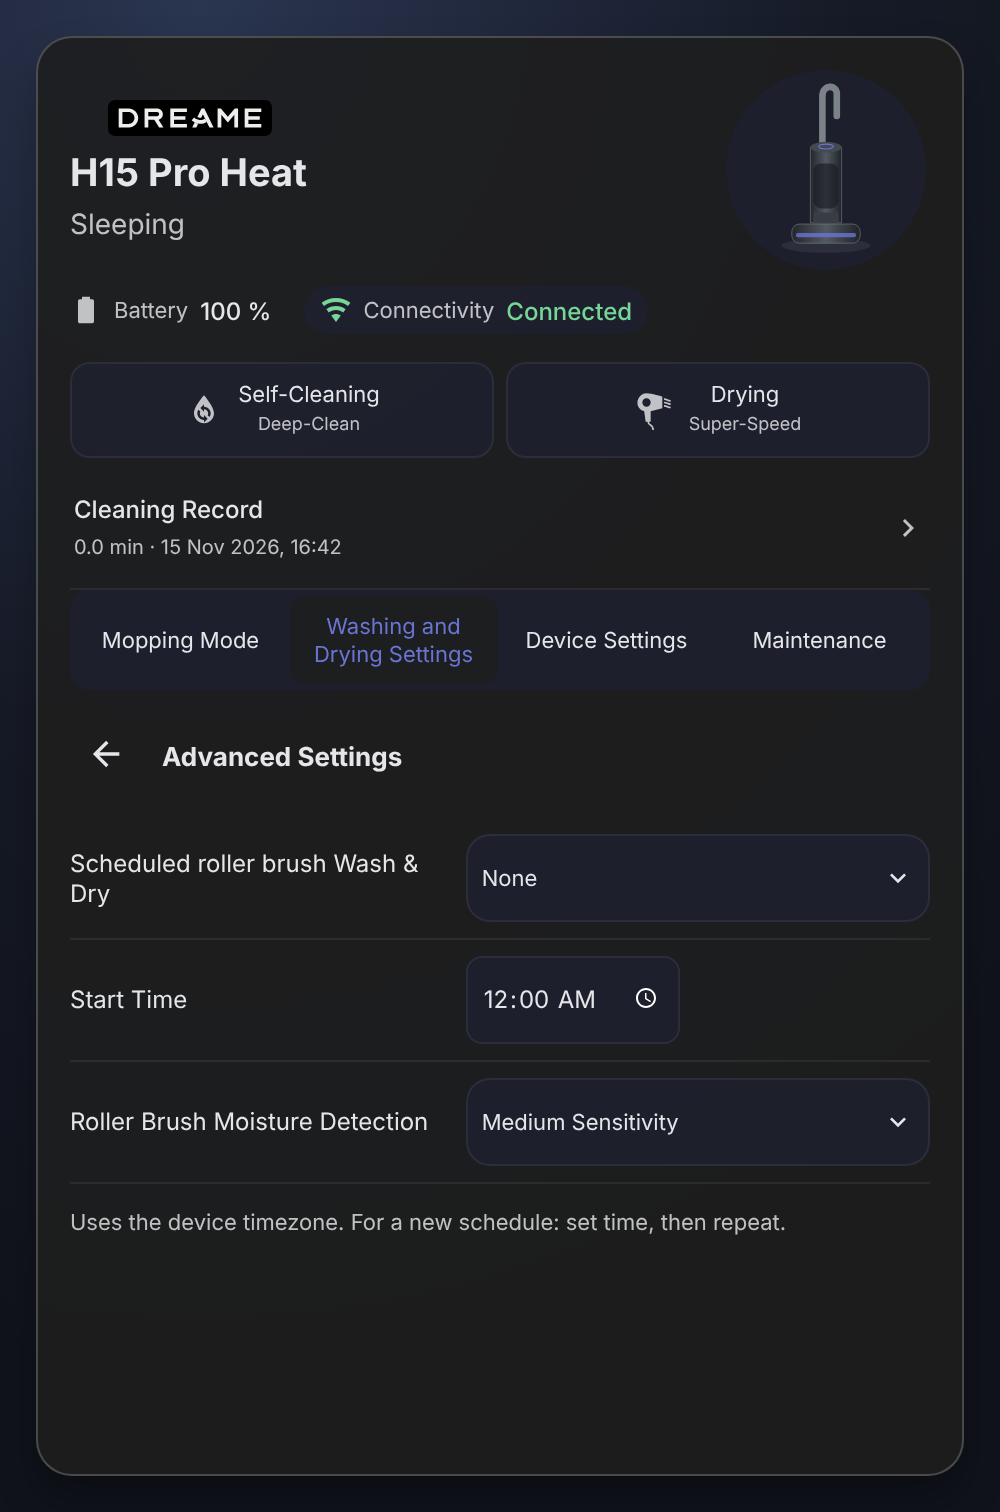 DREAME
H15 Pro Heat
Sleeping
Battery 100 % Connectivity Connected
Self-Cleaning
Deep-Clean
Drying
Super-Speed
Cleaning Record
0.0 min · 15 Nov 2026, 16:42
Mopping Mode
Washing and
Drying Settings
Device Settings
Maintenance
Advanced Settings
Scheduled roller brush Wash &
Dry
None
Start Time
12:00 AM
Roller Brush Moisture Detection
Medium Sensitivity
Uses the device timezone. For a new schedule: set time, then repeat.